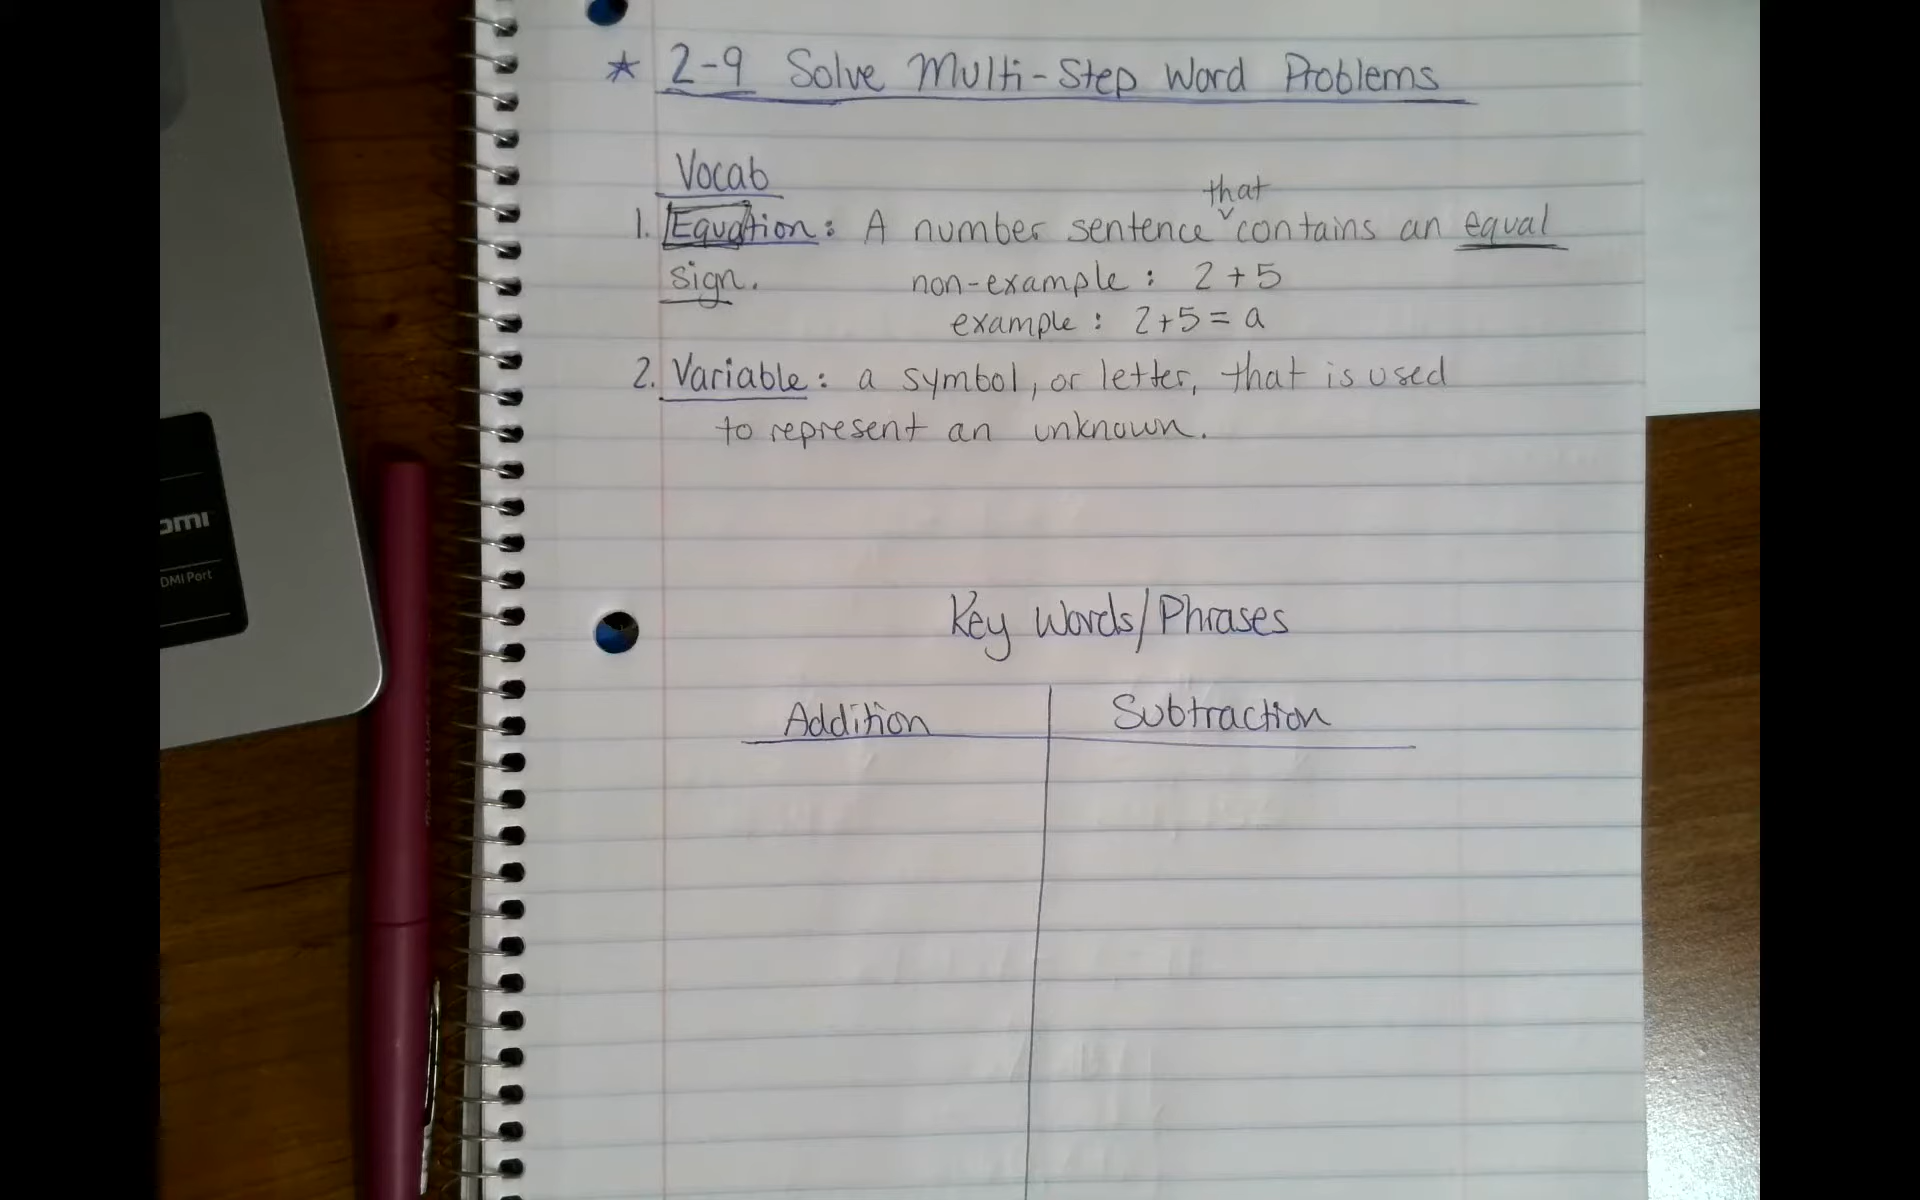 ★ 2-9 Solve Multi-Step Word Problems
Vocab
that
1. Equation: A number sentence ^ contains an equal
sign. non-example: 2+5
example: 2+5=a
2. Variable: a symbol, or letter, that is used
to represent an unknown.
Key Words/Phrases
Addition Subtraction
DMI Port